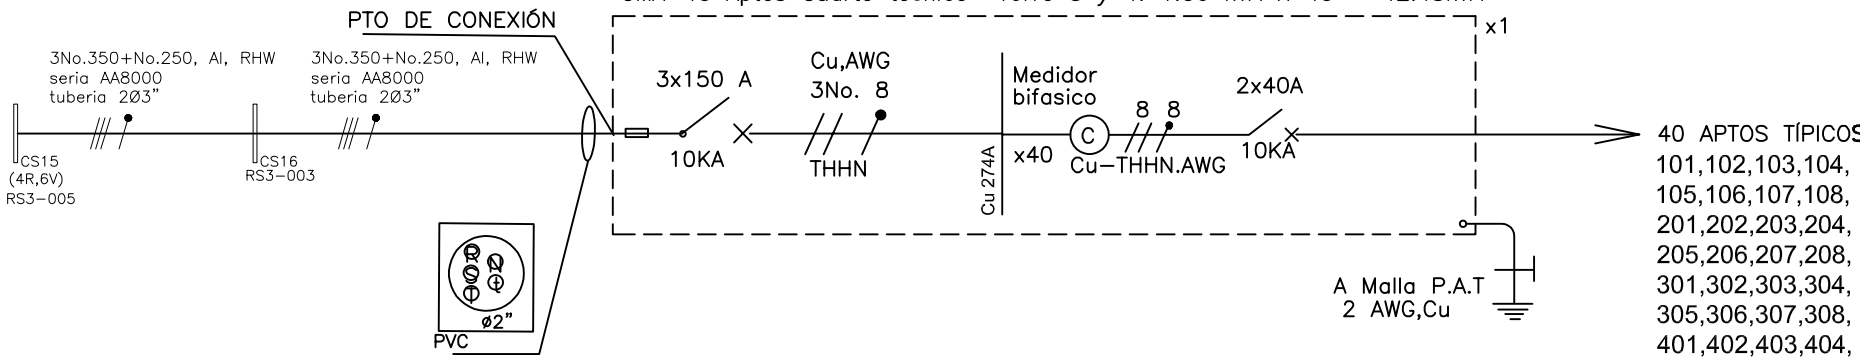 PTO DE CONEXIÓN
x1
3No.350+No.250, Al, RHW
seria AA8000
tuberia 2Ø3"
3No.350+No.250, Al, RHW
seria AA8000
tuberia 2Ø3"
CS15
(4R,6V)
RS3-005
CS16
RS3-003
3x150 A
10KA
Cu,AWG
3No. 8
THHN
Cu 274A
Medidor
bifasico
x40
C
8 8
Cu-THHN.AWG
2x40A
10KA
40 APTOS TÍPICOS
101,102,103,104,
105,106,107,108,
201,202,203,204,
205,206,207,208,
301,302,303,304,
305,306,307,308,
401,402,403,404,
R
S
T
N
t
ø2"
PVC
A Malla P.A.T
2 AWG,Cu